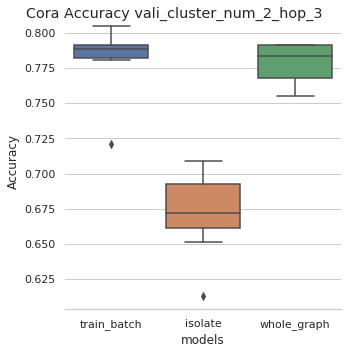 Cora Accuracy vali_cluster_num_2_hop_3
0.800
0.775
0.750
0.725
0.700
0.675
0.650
0.625
Accuracy
train_batch isolate whole_graph
models